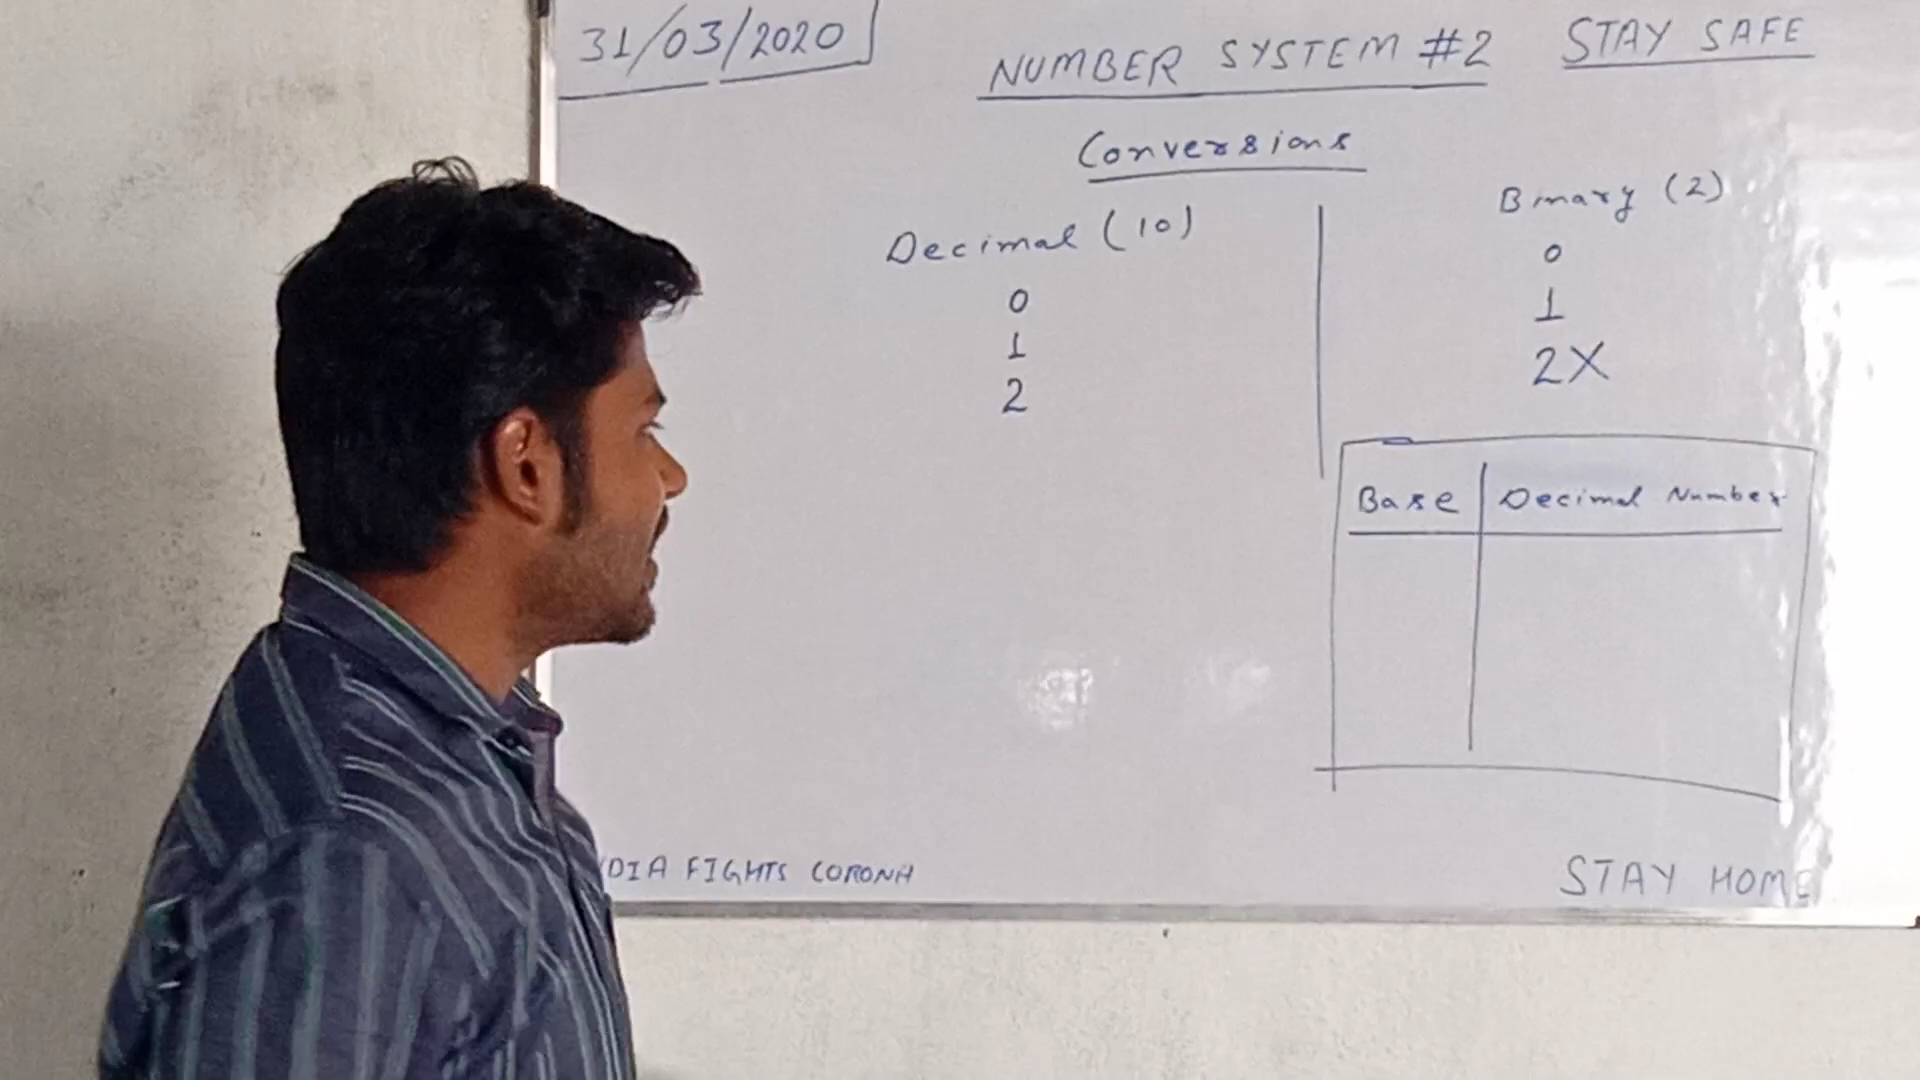 31/03/2020
NUMBER SYSTEM #2
STAY SAFE
Conversions
Decimal (10)
0
1
2
Binary (2)
0
1
2X
Base
Decimal Number
DIA FIGHTS CORONA
STAY HOME